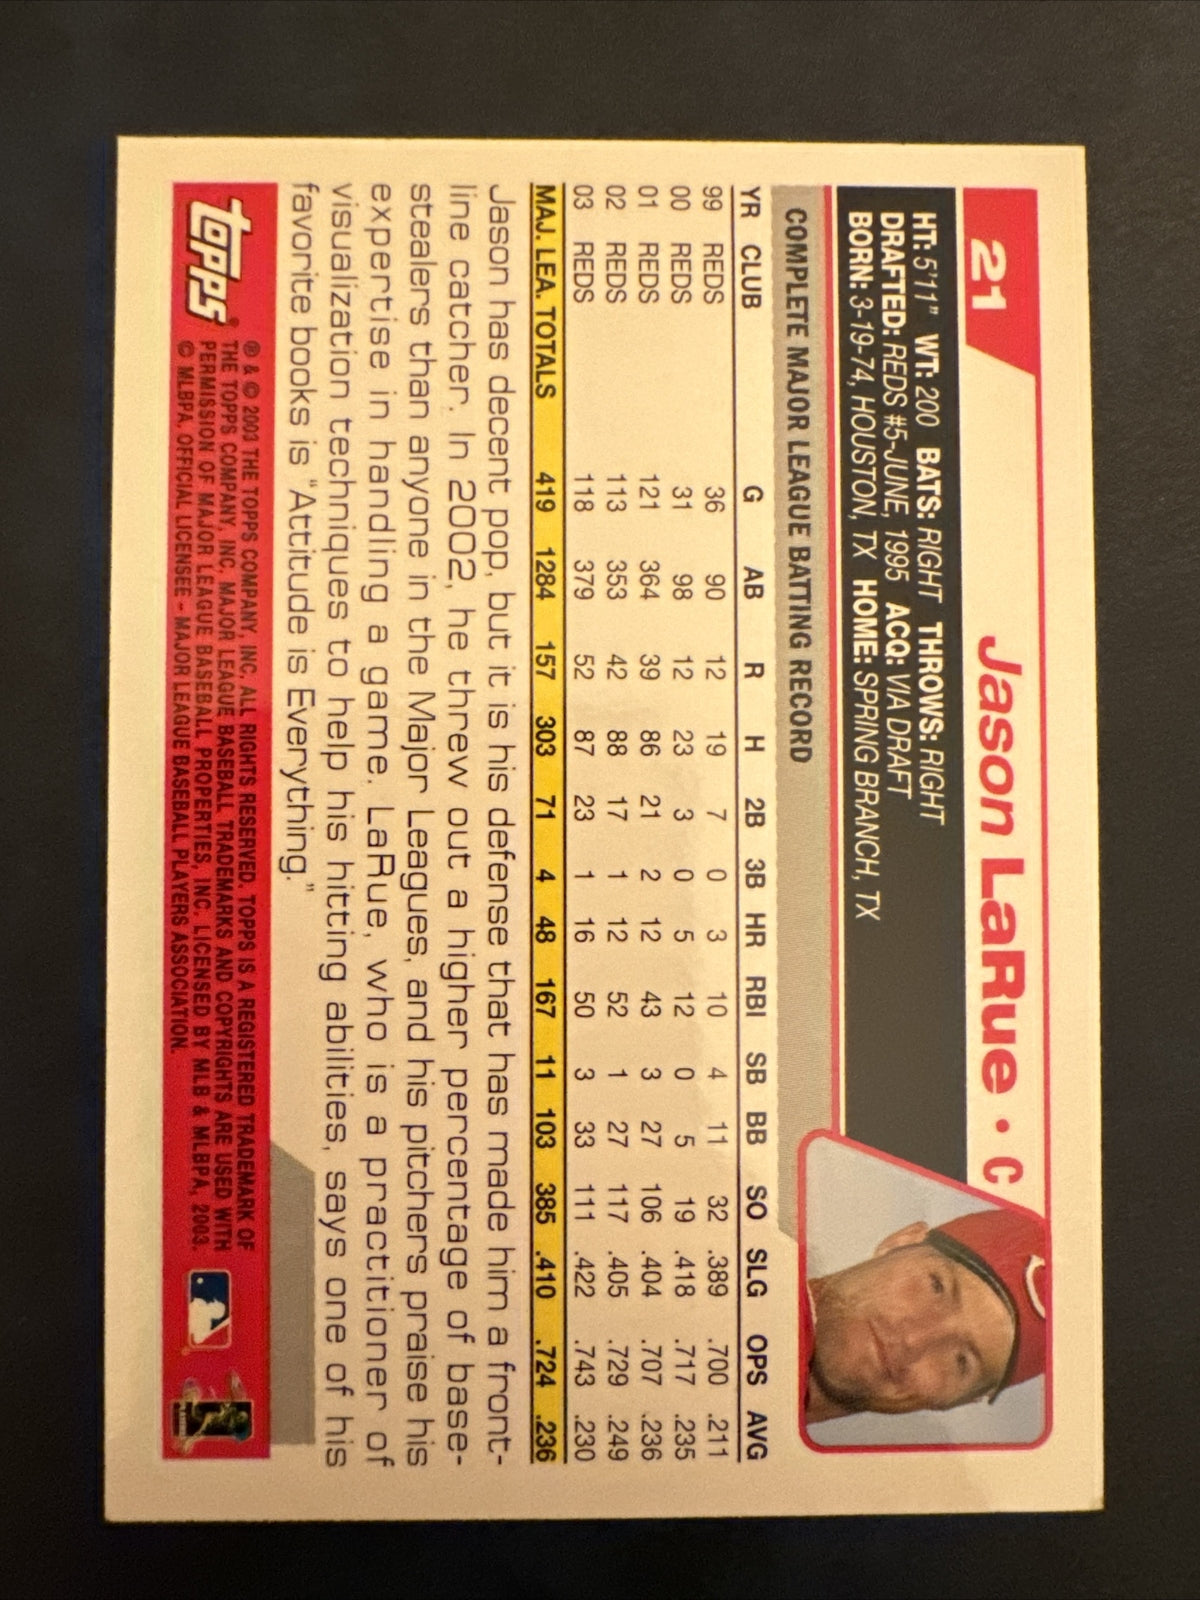 21
Jason LaRue • C
HT: 5'11" WT: 200 BATS: RIGHT THROWS: RIGHT
DRAFTED: REDS #5-JUNE, 1995 ACQ: VIA DRAFT
BORN: 3-19-74, HOUSTON, TX HOME: SPRING BRANCH, TX
COMPLETE MAJOR LEAGUE BATTING RECORD
YR CLUB G AB R H 2B 3B HR RBI SB BB SO SLG OPS AVG
99 REDS 36 90 12 19 7 0 3 10 4 11 32 .389 .700 .211
00 REDS 31 98 12 23 3 0 5 12 0 5 19 .418 .717 .235
01 REDS 121 364 39 86 21 2 12 43 3 27 106 .404 .707 .236
02 REDS 113 353 42 88 17 1 12 52 1 27 117 .405 .729 .249
03 REDS 118 379 52 87 23 1 16 50 3 33 111 .422 .743 .230
MAJ. LEA. TOTALS 419 1284 157 303 71 4 48 167 11 103 385 .410 .724 .236
Jason has decent pop, but it is his defense that has made him a front-
line catcher. In 2002, he threw out a higher percentage of base-
stealers than anyone in the Major Leagues, and his pitchers praise his
expertise in handling a game. LaRue, who is a practitioner of
visualization techniques to help his hitting abilities, says one of his
favorite books is "Attitude is Everything."
topps
® & © 2003 THE TOPPS COMPANY, INC. ALL RIGHTS RESERVED. TOPPS IS A REGISTERED TRADEMARK OF
THE TOPPS COMPANY, INC. MAJOR LEAGUE BASEBALL TRADEMARKS AND COPYRIGHTS ARE USED WITH
PERMISSION OF MAJOR LEAGUE BASEBALL PROPERTIES, INC. LICENSED BY MLB & MLBPA, 2003.
© MLBPA. OFFICIAL LICENSEE - MAJOR LEAGUE BASEBALL PLAYERS ASSOCIATION.